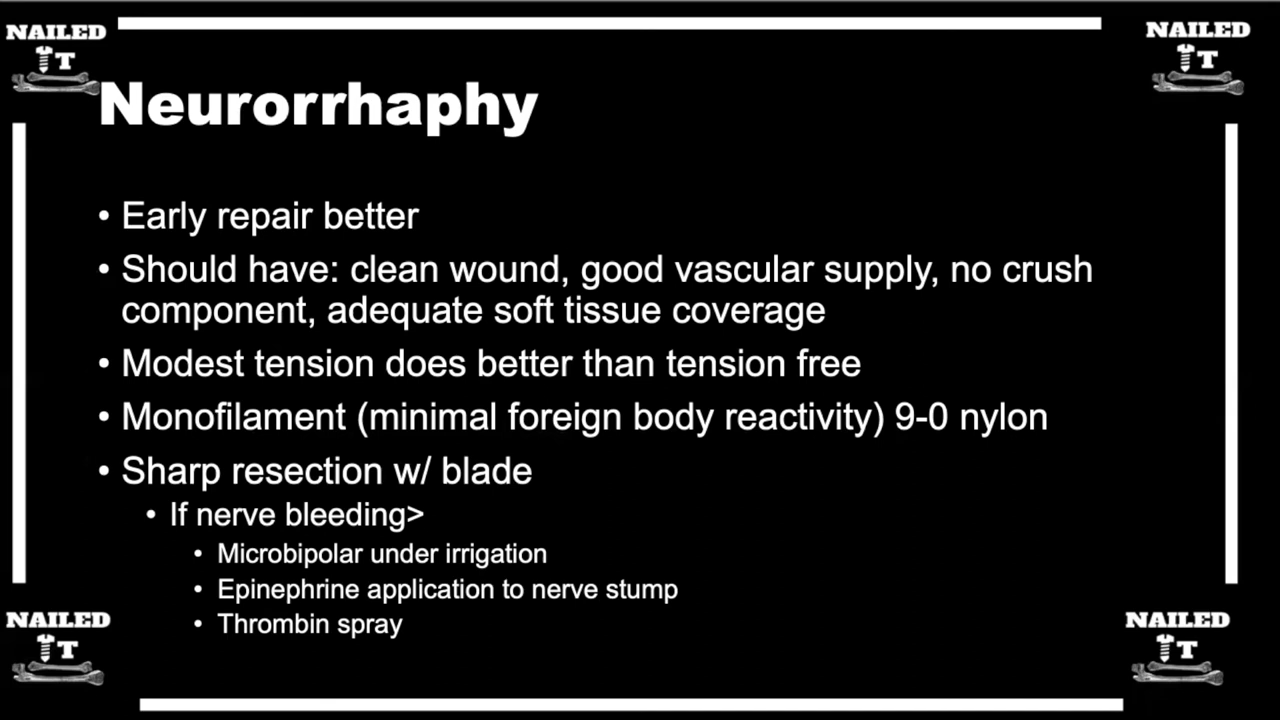 NAILED
IT
NAILED
IT
Neurorrhaphy
• Early repair better
• Should have: clean wound, good vascular supply, no crush
component, adequate soft tissue coverage
• Modest tension does better than tension free
• Monofilament (minimal foreign body reactivity) 9-0 nylon
• Sharp resection w/ blade
• If nerve bleeding>
• Microbipolar under irrigation
• Epinephrine application to nerve stump
• Thrombin spray
NAILED
IT
NAILED
IT